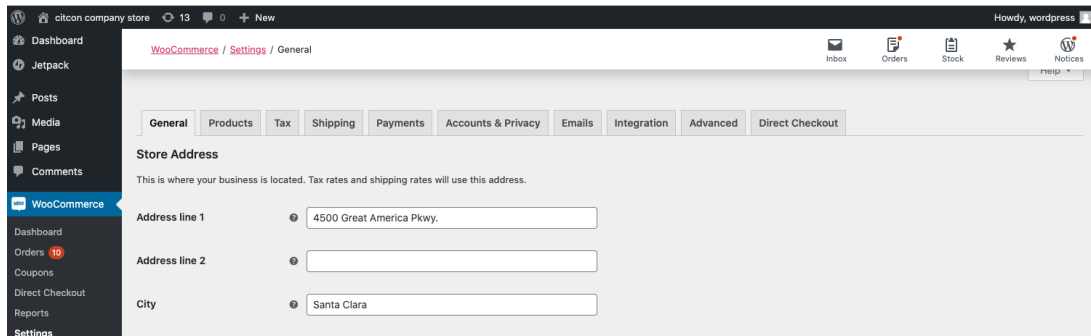 citcon company store 13 0 + New Howdy, wordpress
Dashboard
Jetpack
Posts
Media
Pages
Comments
WooCommerce
Dashboard
Orders 10
Coupons
Direct Checkout
Reports
Settings
WooCommerce / Settings / General
Inbox Orders Stock Reviews Notices
Help
General Products Tax Shipping Payments Accounts & Privacy Emails Integration Advanced Direct Checkout
Store Address
This is where your business is located. Tax rates and shipping rates will use this address.
Address line 1 4500 Great America Pkwy.
Address line 2
City Santa Clara